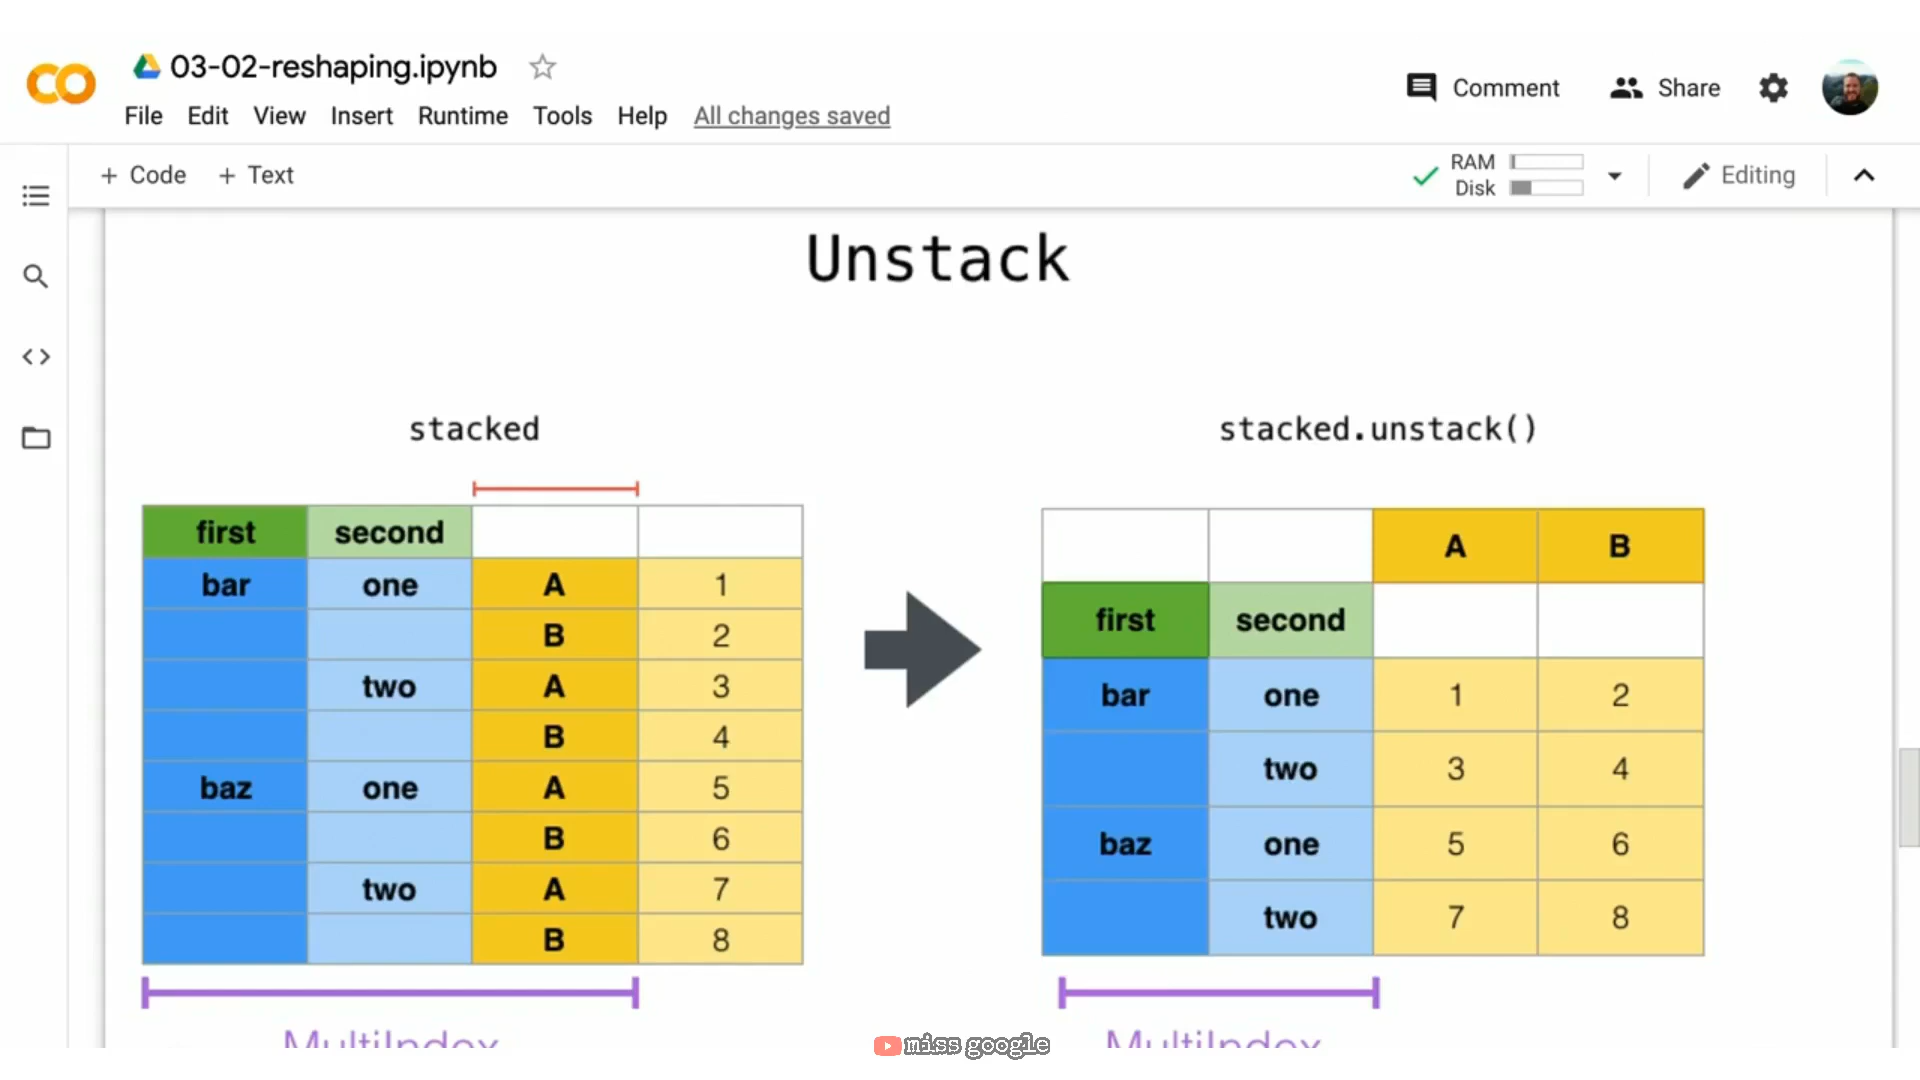 03-02-reshaping.ipynb
Comment
Share
File Edit View Insert Runtime Tools Help All changes saved
+ Code + Text
RAM
Disk
Editing
Unstack
stacked
stacked.unstack()
first second
bar one A 1
B 2
two A 3
B 4
baz one A 5
B 6
two A 7
B 8
MultiIndex
A B
first second
bar one 1 2
two 3 4
baz one 5 6
two 7 8
MultiIndex
miss google